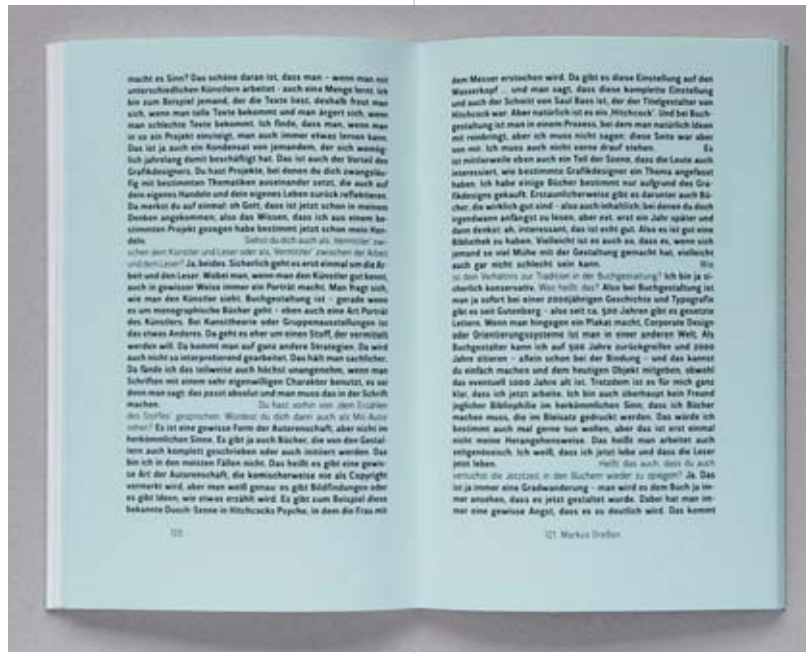 macht es Sinn? Das schöne daran ist, dass man – wenn man mit
unterschiedlichen Künstlern arbeitet – auch eine Menge lernt. Ich
bin zum Beispiel jemand, der die Texte liest, deshalb freut man
sich, wenn man tolle Texte bekommt und man ärgert sich, wenn
man schlechte Texte bekommt. Ich finde, dass man, wenn man
in so ein Projekt einsteigt, man auch immer etwas lernen kann.
Das ist ja auch ein Kondensat von jemandem, der sich womög-
lich jahrelang damit beschäftigt hat. Das ist auch der Vorteil des
Grafikdesigners. Du hast Projekte, bei denen du dich zwangsläu-
fig mit bestimmten Thematiken auseinander setzt, die auch auf
dein eigenes Handeln und dein eigenes Leben zurück reflektieren.
Da merkst du auf einmal: oh Gott, dass ist jetzt schon in meinem
Denken angekommen; also das Wissen, dass ich aus einem be-
stimmten Projekt gezogen habe bestimmt jetzt schon mein Han-
deln. Siehst du dich auch als ‚Vermittler' zwi-
schen dem Künstler und Leser oder als ‚Vermittler' zwischen der Arbeit
und dem Leser? Ja, beides. Sicherlich geht es erst einmal um die Ar-
beit und den Leser. Wobei man, wenn man den Künstler gut kennt,
auch in gewisser Weise immer ein Porträt macht. Man fragt sich,
wie man den Künstler sieht. Buchgestaltung ist – gerade wenn
es um monographische Bücher geht – eben auch eine Art Porträt
des Künstlers. Bei Kunsttheorie oder Gruppenausstellungen ist
das etwas Anderes. Da geht es eher um einen Stoff, der vermittelt
werden will. Da kommt man auf ganz andere Strategien. Da wird
auch nicht so interpretierend gearbeitet. Das hält man sachlicher.
Da fände ich das teilweise auch höchst unangenehm, wenn man
Schriften mit einem sehr eigenwilligen Charakter benutzt, es sei
denn man sagt: das passt absolut und man muss das in der Schrift
machen. Du hast vorhin von ‚dem Erzählen
des Stoffes' gesprochen. Würdest du dich dann auch als Mit-Autor
sehen? Es ist eine gewisse Form der Autorenschaft, aber nicht im
herkömmlichen Sinne. Es gibt ja auch Bücher, die von den Gestal-
tern auch komplett geschrieben oder auch initiiert werden. Das
bin ich in den meisten Fällen nicht. Das heißt es gibt eine gewis-
se Art der Autorenschaft, die komischerweise nie als Copyright
vermerkt wird, aber man weiß genau: es gibt Bildfindungen oder
es gibt Ideen, wie etwas erzählt wird. Es gibt zum Beispiel diese
bekannte Dusch-Szene in Hitchcocks Psycho, in dem die Frau mit
120
dem Messer erstochen wird. Da gibt es diese Einstellung auf den
Wasserkopf ... und man sagt, dass diese komplette Einstellung
und auch der Schnitt von Saul Bass ist, der der Titelgestalter von
Hitchcock war. Aber natürlich ist es ein ‚Hitchcock'. Und bei Buch-
gestaltung ist man in einem Prozess, bei dem man natürlich Ideen
mit reinbringt, aber ich muss nicht sagen: diese Seite war aber
von mir. Ich muss auch nicht vorne drauf stehen. Es
ist mittlerweile eben auch ein Teil der Szene, dass die Leute auch
interessiert, wie bestimmte Grafikdesigner ein Thema angefasst
haben. Ich habe einige Bücher bestimmt nur aufgrund des Gra-
fikdesigns gekauft. Erstaunlicherweise gibt es darunter auch Bü-
cher, die wirklich gut sind – also auch inhaltlich; bei denen du doch
irgendwann anfängst zu lesen, aber evt. erst ein Jahr später und
dann denkst: ah, interessant, das ist echt gut. Also es ist gut eine
Bibliothek zu haben. Vielleicht ist es auch so, dass es, wenn sich
jemand so viel Mühe mit der Gestaltung gemacht hat, vielleicht
auch gar nicht schlecht sein kann. Wie
ist dein Verhältnis zur Tradition in der Buchgestaltung? Ich bin ja si-
cherlich konservativ. Was heißt das? Also bei Buchgestaltung ist
man ja sofort bei einer 2000jährigen Geschichte und Typografie
gibt es seit Gutenberg – also seit ca. 500 Jahren gibt es gesetzte
Lettern. Wenn man hingegen ein Plakat macht, Corporate Design
oder Orientierungssysteme ist man in einer anderen Welt. Als
Buchgestalter kann ich auf 500 Jahre zurückgreifen und 2000
Jahre zitieren – allein schon bei der Bindung – und das kannst
du einfach machen und dem heutigen Objekt mitgeben, obwohl
das eventuell 1000 Jahre alt ist. Trotzdem ist es für mich ganz
klar, dass ich jetzt arbeite. Ich bin auch überhaupt kein Freund
jeglicher Bibliophilie im herkömmlichen Sinn, dass ich Bücher
machen muss, die im Bleisatz gedruckt werden. Das würde ich
bestimmt auch mal gerne tun wollen, aber das ist erst einmal
nicht meine Herangehensweise. Das heißt man arbeitet auch
zeitgenössisch. Ich weiß, dass ich jetzt lebe und dass die Leser
jetzt leben. Heißt das auch, dass du auch
versuchst die Jetztzeit in den Büchern wieder zu spiegeln? Ja. Das
ist ja immer eine Gradwanderung – man wird es dem Buch ja im-
mer ansehen, dass es jetzt gestaltet wurde. Dabei hat man im-
mer eine gewisse Angst, dass es zu deutlich wird. Das kommt
121 Markus Dreßen